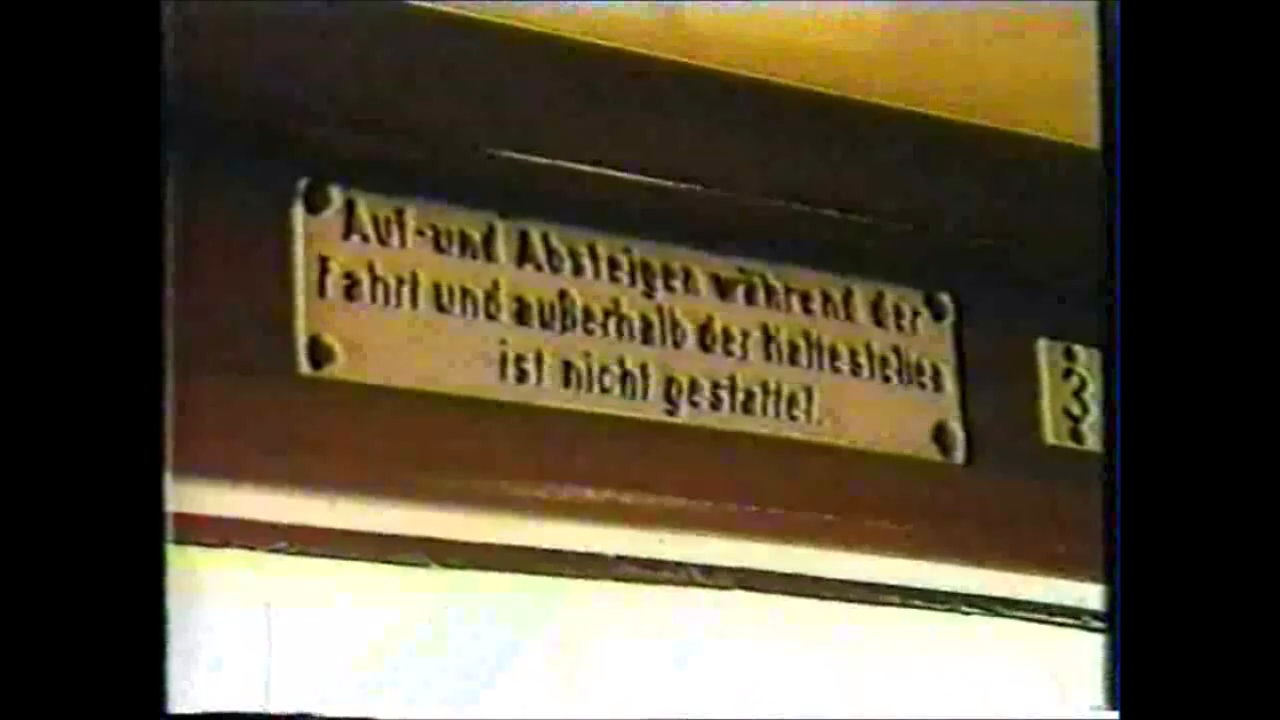 Auf-und Absteigen während der
Fahrt und außerhalb der Haltestellen
ist nicht gestattet.
3